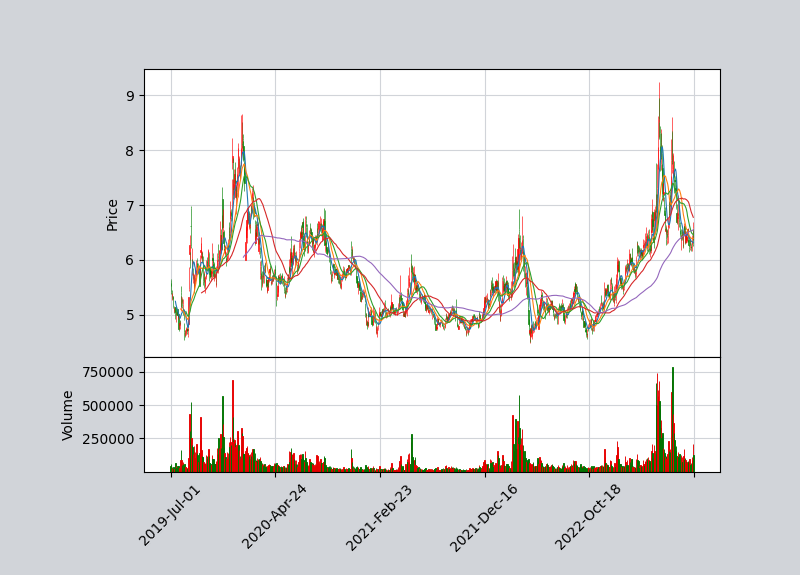 9
8
7
6
5
Price
750000
500000
250000
Volume
2019-Jul-01
2020-Apr-24
2021-Feb-23
2021-Dec-16
2022-Oct-18